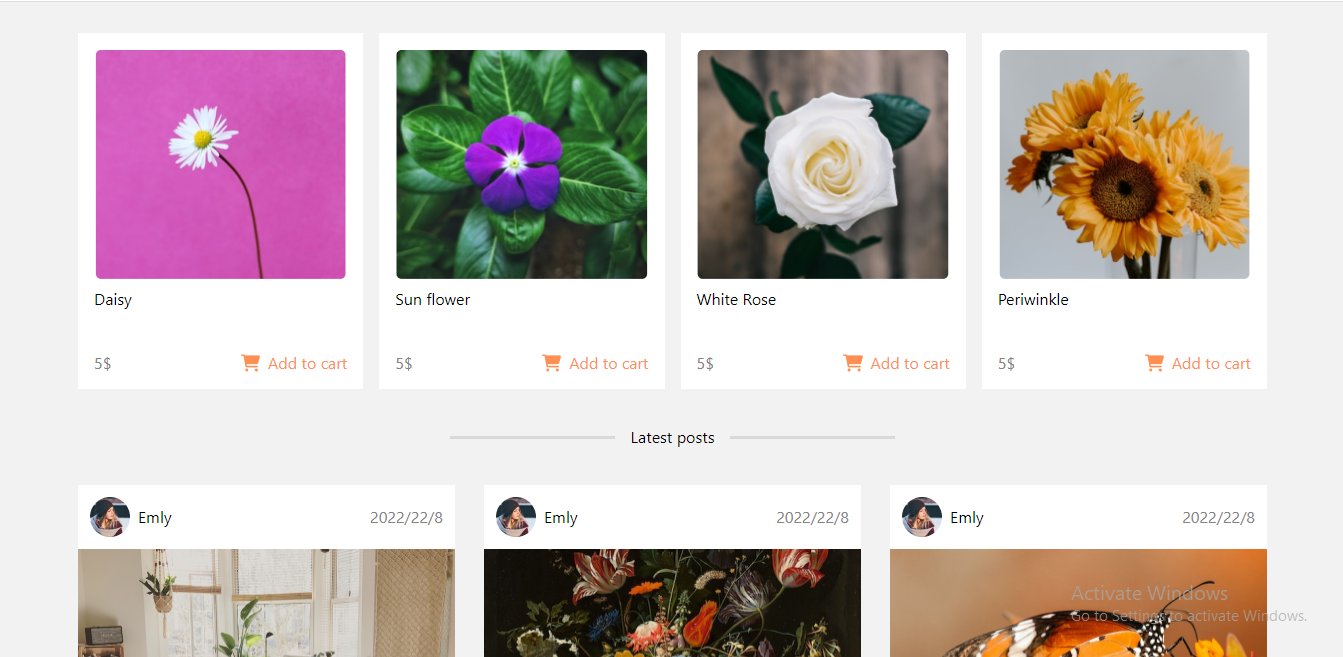 Daisy
Sun flower
White Rose
Periwinkle
5$ Add to cart
5$ Add to cart
5$ Add to cart
5$ Add to cart
Latest posts
Emly 2022/22/8
Emly 2022/22/8
Emly 2022/22/8
Activate Windows
Go to Settings to activate Windows.